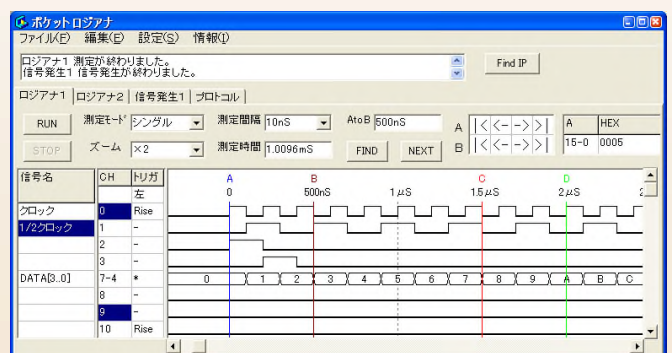 ポケットロジアナ
ファイル(F) 編集(E) 設定(S) 情報(I)
ロジアナ1 測定が終わりました。
信号発生1 信号発生が終わりました。
Find IP
ロジアナ1 ロジアナ2 信号発生1 プロトコル
RUN 測定モード シングル 測定間隔 10nS AtoB 500nS A |< <- -> >| A HEX
STOP ズーム ×2 測定時間 1.0096mS FIND NEXT B |< <- -> >| 15-0 0005
信号名 CH トリガ A B C D
左 0 500nS 1μS 1.5μS 2μS 2
クロック 0 Rise
1/2クロック 1 -
2 -
3 -
DATA[3..0] 7-4 * 0 1 2 3 4 5 6 7 8 9 A B C
8 -
9 -
10 Rise